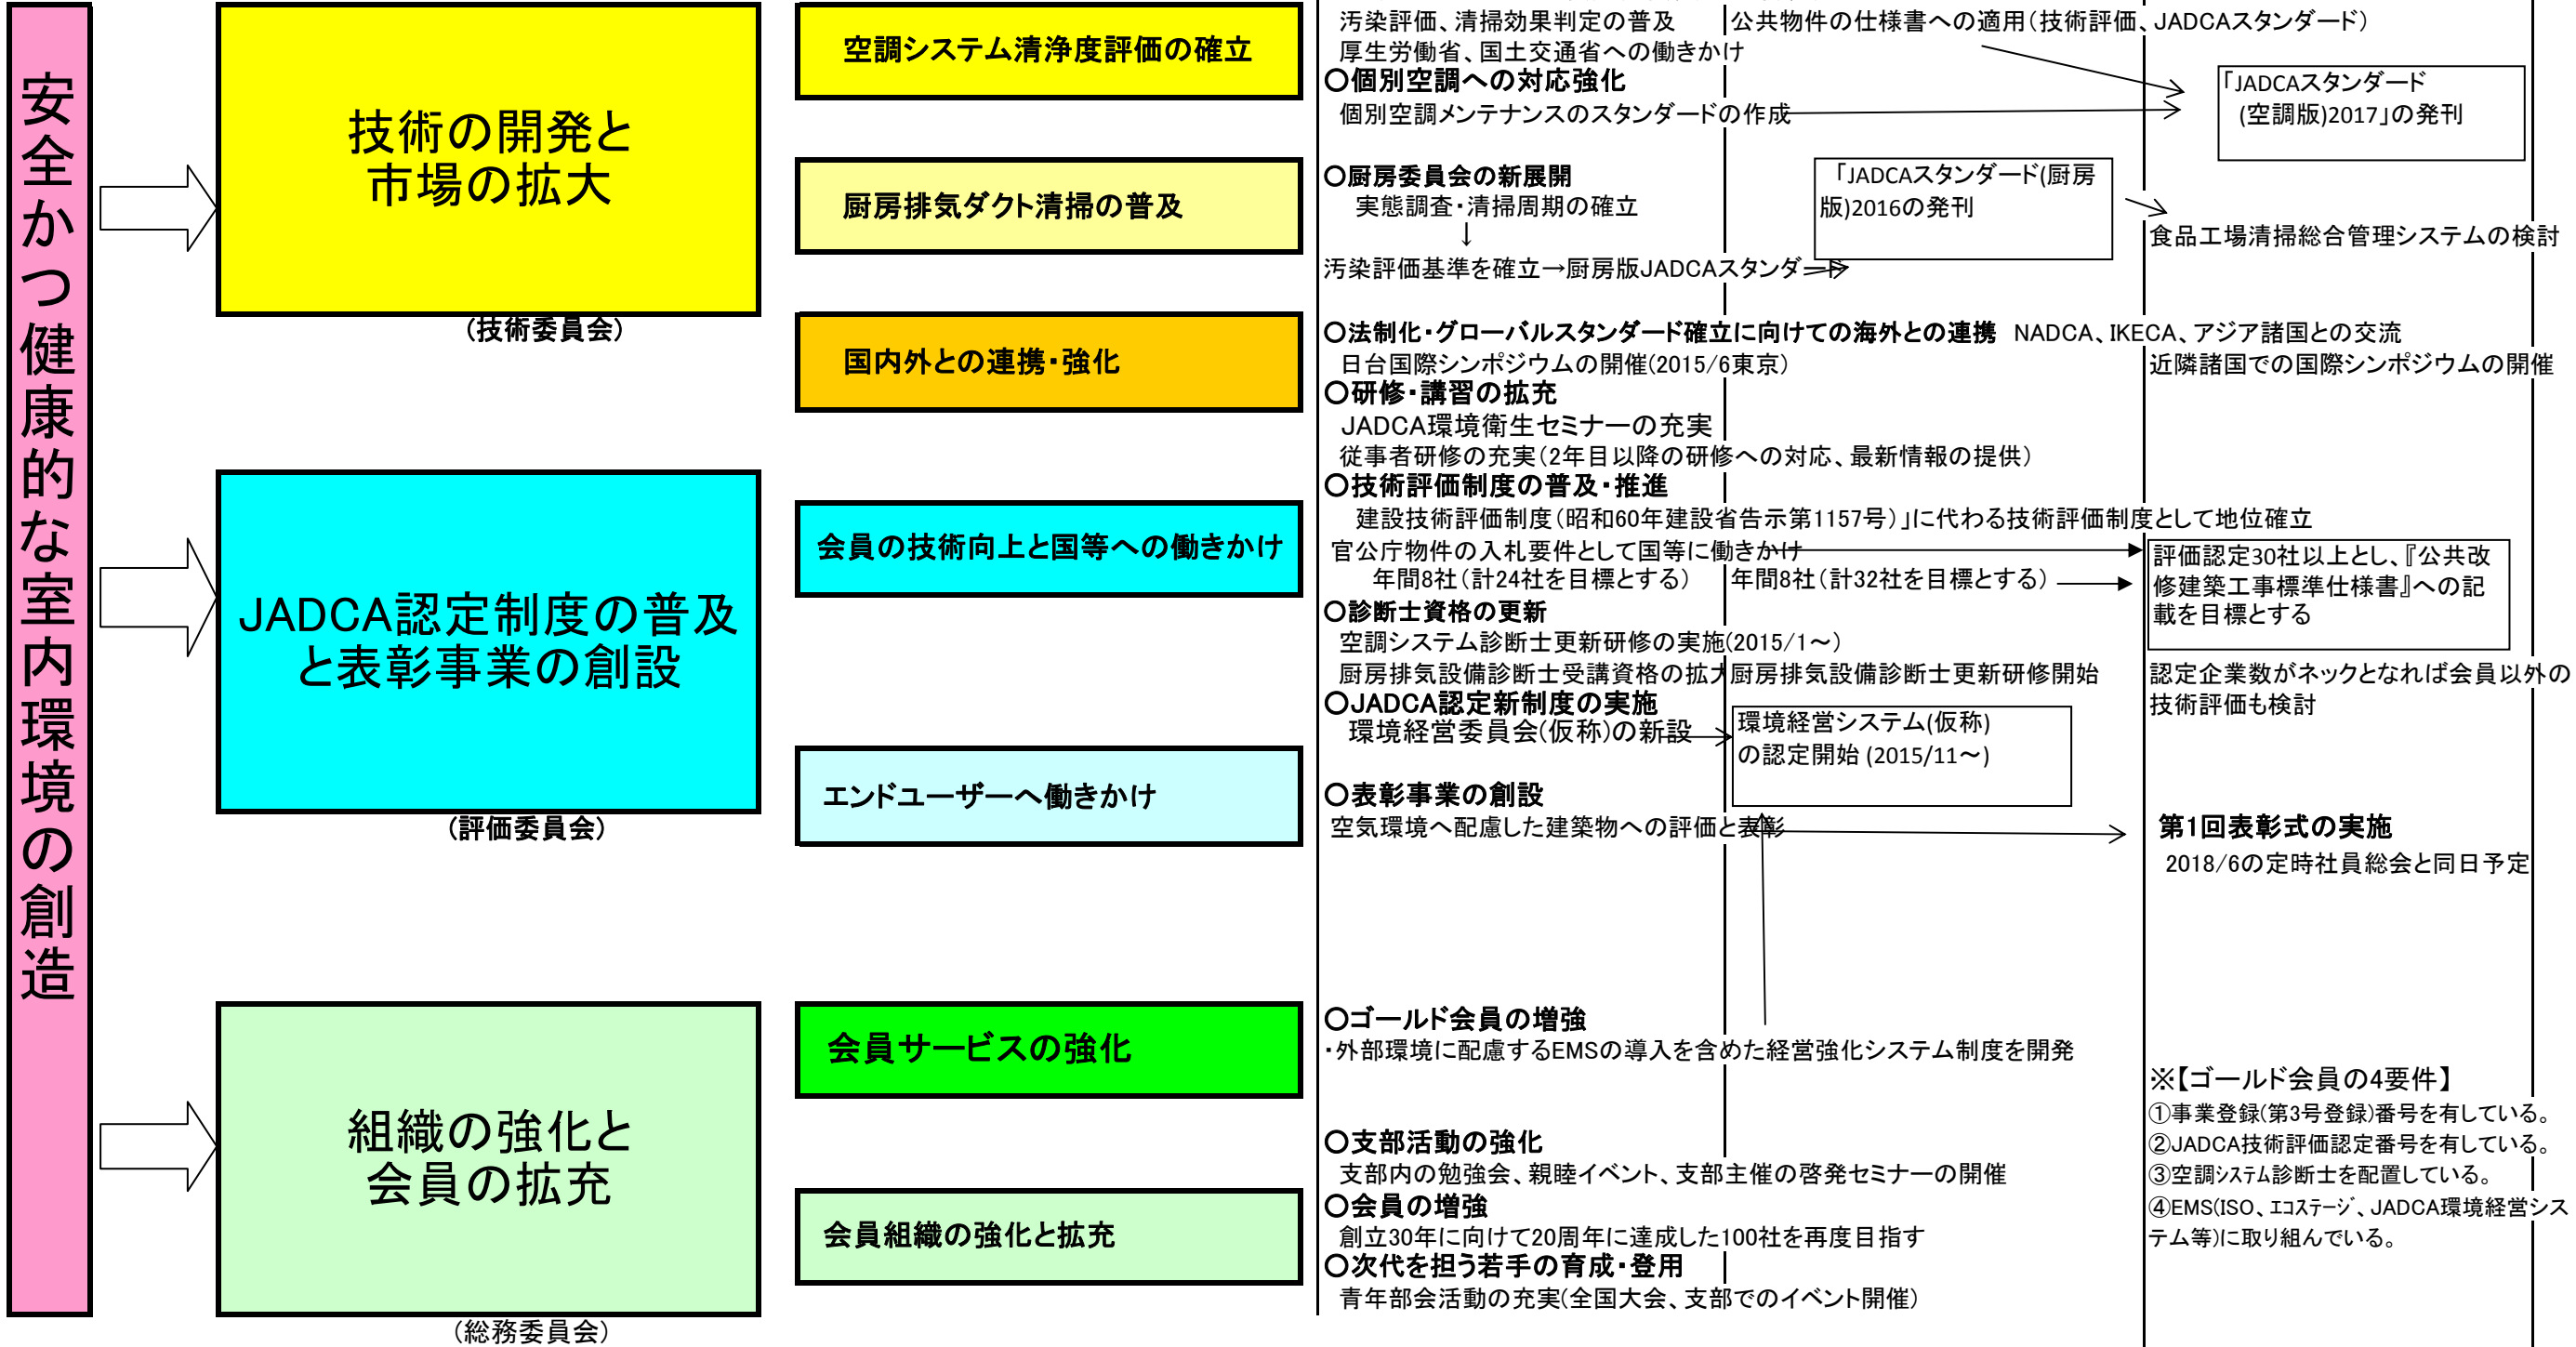 安全かつ健康的な室内環境の創造
技術の開発と
市場の拡大
(技術委員会)
JADCA認定制度の普及
と表彰事業の創設
(評価委員会)
組織の強化と
会員の拡充
(総務委員会)
空調システム清浄度評価の確立
厨房排気ダクト清掃の普及
国内外との連携・強化
会員の技術向上と国等への働きかけ
エンドユーザーへ働きかけ
会員サービスの強化
会員組織の強化と拡充
汚染評価、清掃効果判定の普及 公共物件の仕様書への適用（技術評価、JADCAスタンダード）
厚生労働省、国土交通省への働きかけ
○個別空調への対応強化
個別空調メンテナンスのスタンダードの作成
「JADCAスタンダード
(空調版)2017」の発刊
○厨房委員会の新展開
実態調査・清掃周期の確立
↓
汚染評価基準を確立→厨房版JADCAスタンダード
「JADCAスタンダード(厨房
版)2016の発刊
食品工場清掃総合管理システムの検討
○法制化・グローバルスタンダード確立に向けての海外との連携 NADCA、IKECA、アジア諸国との交流
日台国際シンポジウムの開催(2015/6東京) 近隣諸国での国際シンポジウムの開催
○研修・講習の拡充
JADCA環境衛生セミナーの充実
従事者研修の充実（2年目以降の研修への対応、最新情報の提供）
○技術評価制度の普及・推進
建設技術評価制度（昭和60年建設省告示第1157号）」に代わる技術評価制度として地位確立
官公庁物件の入札要件として国等に働きかけ
年間8社（計24社を目標とする） 年間8社（計32社を目標とする）
評価認定30社以上とし、『公共改
修建築工事標準仕様書』への記
載を目標とする
○診断士資格の更新
空調システム診断士更新研修の実施(2015/1～)
厨房排気設備診断士受講資格の拡大 厨房排気設備診断士更新研修開始
認定企業数がネックとなれば会員以外の
技術評価も検討
○JADCA認定新制度の実施
環境経営委員会(仮称)の新設
環境経営システム(仮称)
の認定開始 (2015/11～)
○表彰事業の創設
空気環境へ配慮した建築物への評価と表彰
第1回表彰式の実施
2018/6の定時社員総会と同日予定
○ゴールド会員の増強
・外部環境に配慮するEMSの導入を含めた経営強化システム制度を開発
※【ゴールド会員の4要件】
①事業登録(第3号登録)番号を有している。
②JADCA技術評価認定番号を有している。
③空調ｼｽﾃﾑ診断士を配置している。
④EMS(ISO、ｴｺｽﾃｰｼﾞ、JADCA環境経営シス
テム等)に取り組んでいる。
○支部活動の強化
支部内の勉強会、親睦イベント、支部主催の啓発セミナーの開催
○会員の増強
創立30年に向けて20周年に達成した100社を再度目指す
○次代を担う若手の育成・登用
青年部会活動の充実(全国大会、支部でのイベント開催）